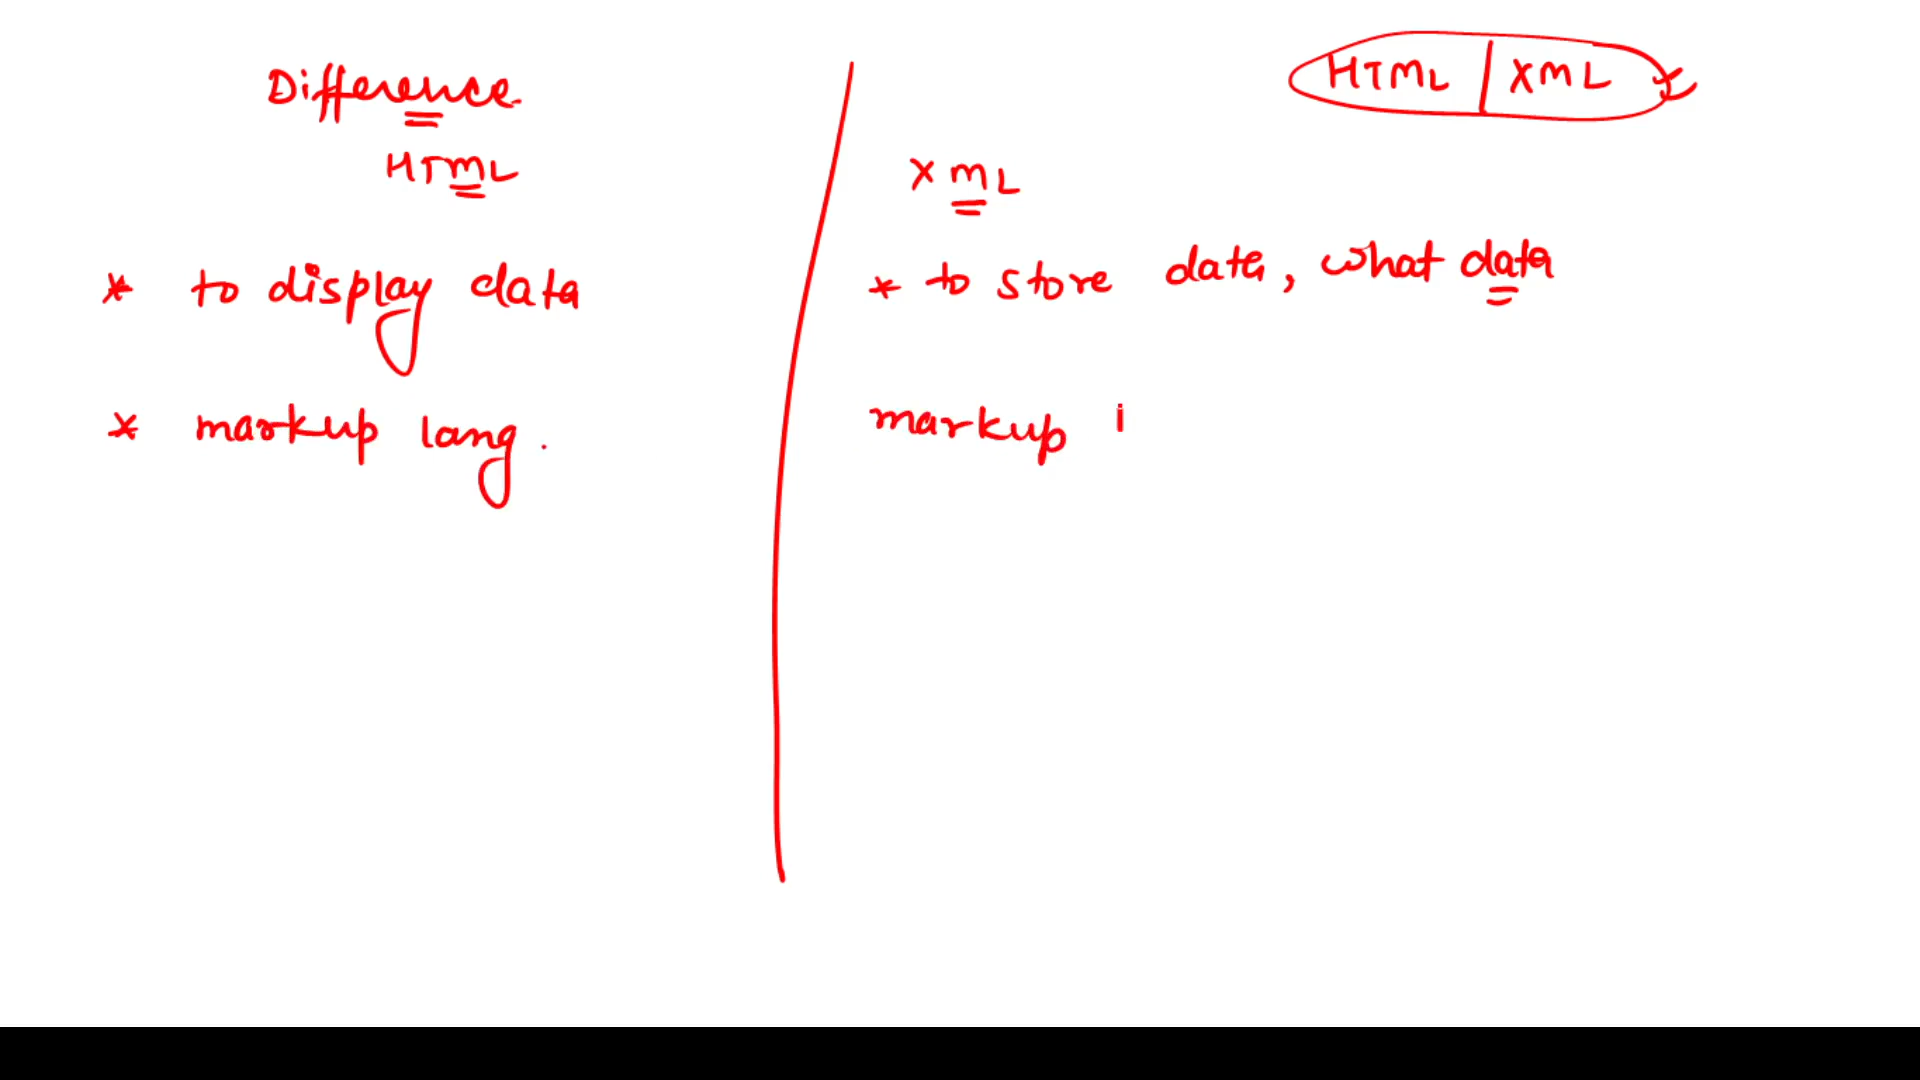 HTML | XML
Difference
HTML
XML
* to display data
* to store data, what data
* markup lang.
markup